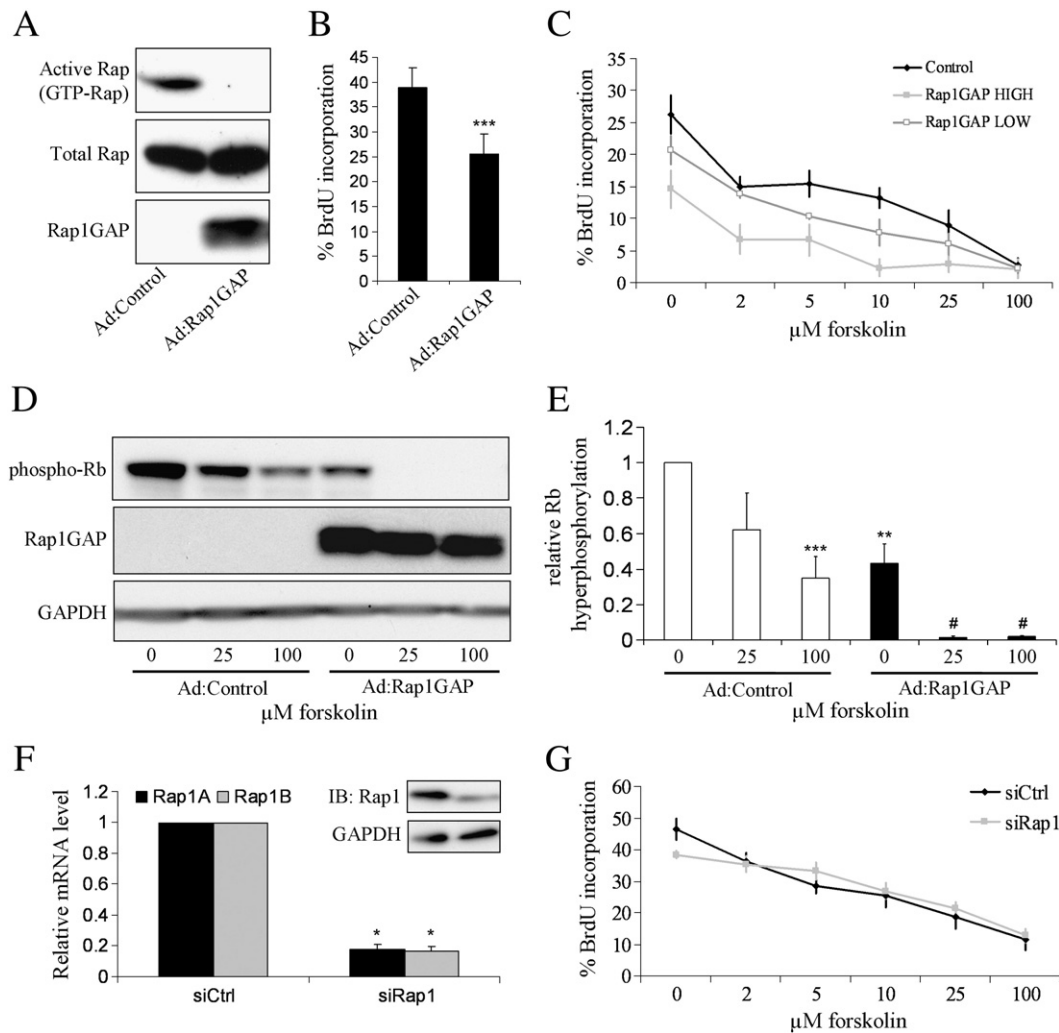 A
Active Rap
(GTP-Rap)
Total Rap
Rap1GAP
Ad:Control
Ad:Rap1GAP
B
% BrdU incorporation
45
40
35
30
25
20
15
10
5
0
***
Ad:Control
Ad:Rap1GAP
C
% BrdU incorporation
35
30
25
20
15
10
5
0
Control
Rap1GAP HIGH
Rap1GAP LOW
0 2 5 10 25 100
µM forskolin
D
phospho-Rb
Rap1GAP
GAPDH
0 25 100 0 25 100
Ad:Control Ad:Rap1GAP
µM forskolin
E
relative Rb
hyperphosphorylation
1.2
1
0.8
0.6
0.4
0.2
0
*** ** # #
0 25 100 0 25 100
Ad:Control Ad:Rap1GAP
µM forskolin
F
Relative mRNA level
1.2
1
0.8
0.6
0.4
0.2
0
Rap1A Rap1B
IB: Rap1
GAPDH
* *
siCtrl siRap1
G
% BrdU incorporation
60
50
40
30
20
10
0
siCtrl
siRap1
0 2 5 10 25 100
µM forskolin